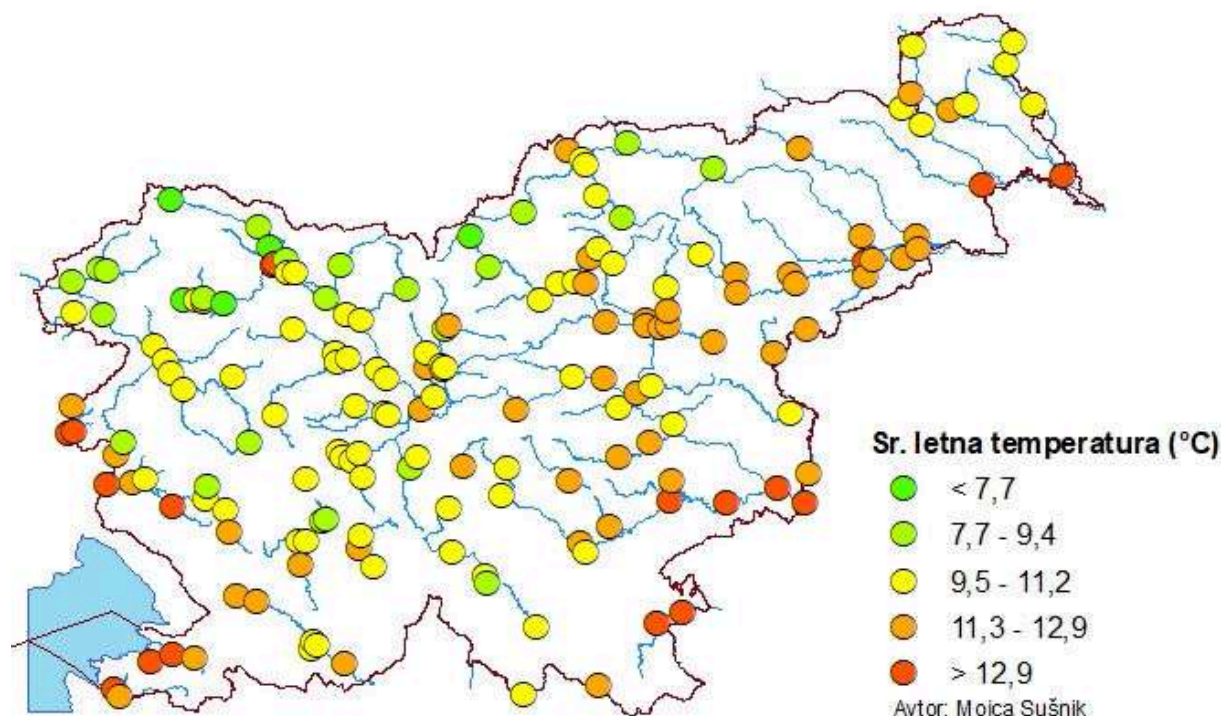 Sr. letna temperatura (°C)
< 7,7
7,7 - 9,4
9,5 - 11,2
11,3 - 12,9
> 12,9
Avtor: Mojca Sušnik